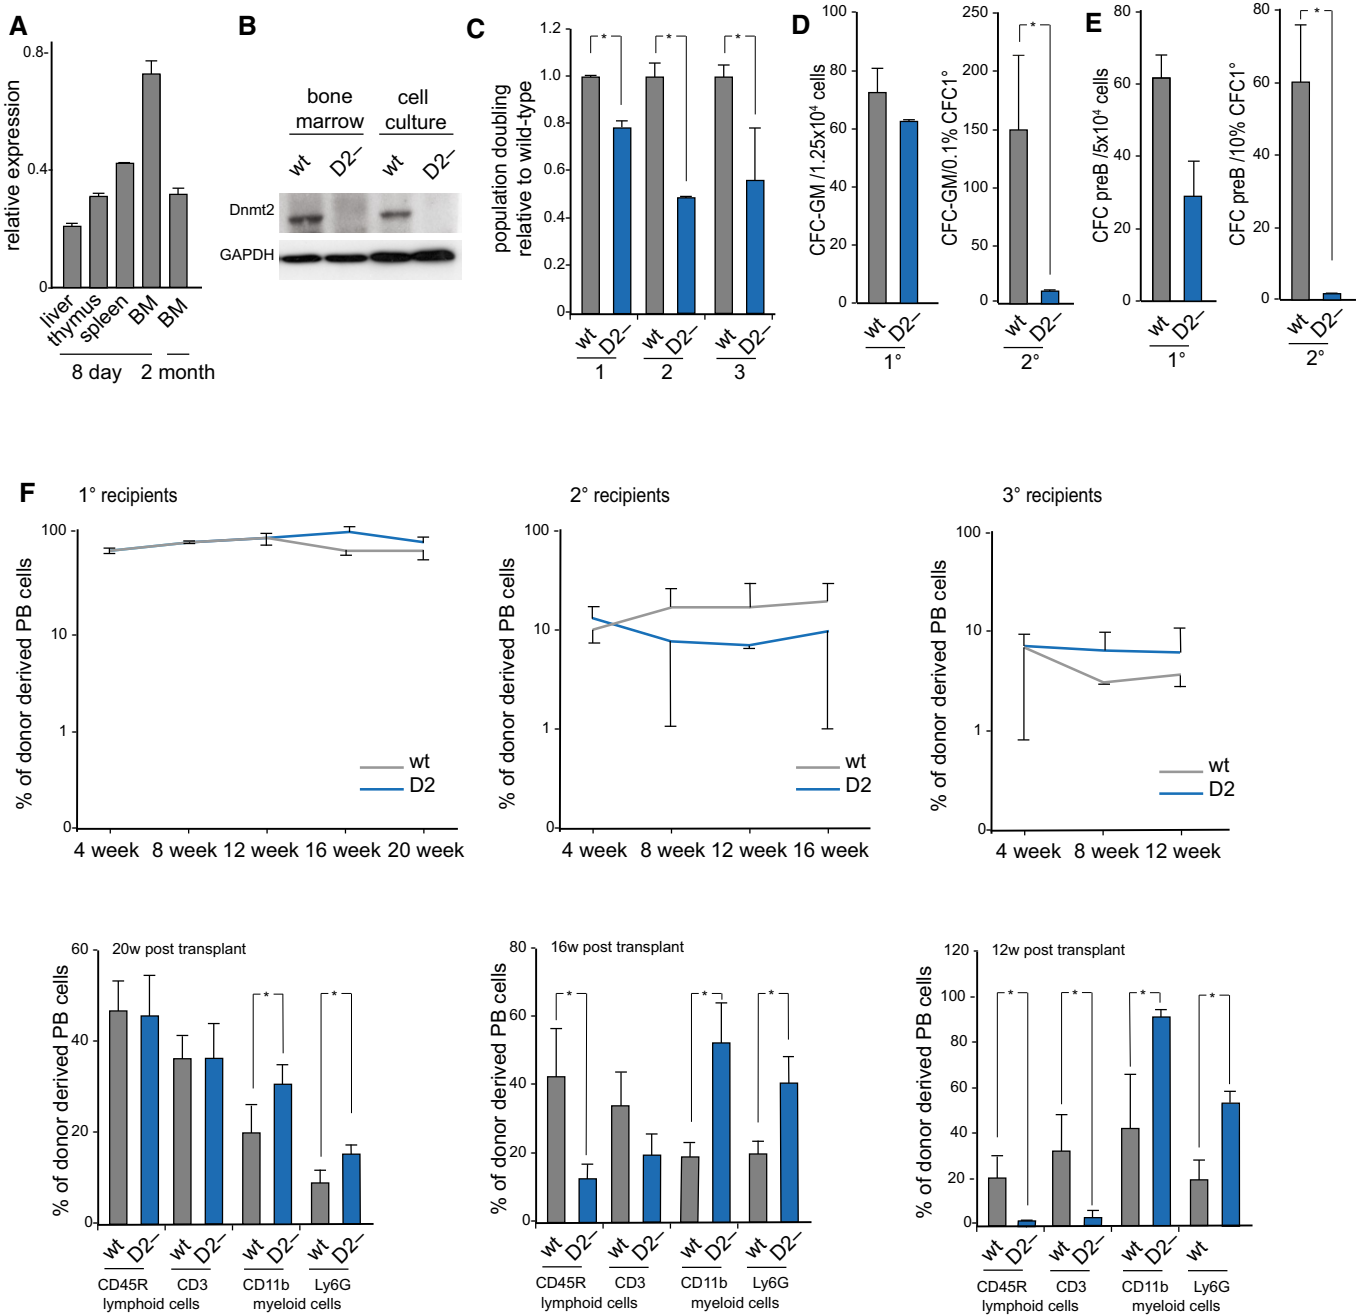 A
relative expression
0.8
0.4
0
liver
thymus
spleen
BM
BM
8 day
2 month
B
bone marrow
cell culture
wt
D2–
wt
D2–
Dnmt2
GAPDH
C
population doubling
relative to wild-type
1.2
1.0
0.8
0.6
0.4
0.2
0
*
*
*
wt
D2–
wt
D2–
wt
D2–
1
2
3
D
CFC-GM /1.25x10⁴ cells
100
80
60
40
20
0
wt
D2–
1°
CFC-GM/0.1% CFC1°
250
200
150
100
50
0
*
wt
D2–
2°
E
CFC preB /5x10⁴ cells
80
60
40
20
0
wt
D2–
1°
CFC preB /10% CFC1°
80
60
40
20
0
*
wt
D2–
2°
F
1° recipients
% of donor derived PB cells
100
10
1
0
wt
D2
4 week 8 week 12 week 16 week 20 week
2° recipients
% of donor derived PB cells
100
10
1
0
wt
D2
4 week 8 week 12 week 16 week
3° recipients
% of donor derived PB cells
100
10
1
0
wt
D2
4 week 8 week 12 week
20w post transplant
% of donor derived PB cells
60
40
20
0
*
*
wt
D2–
wt
D2–
wt
D2–
wt
D2–
CD45R CD3 CD11b Ly6G
lymphoid cells myeloid cells
16w post transplant
% of donor derived PB cells
80
60
40
20
0
*
*
*
wt
D2–
wt
D2–
wt
D2–
wt
D2–
CD45R CD3 CD11b Ly6G
lymphoid cells myeloid cells
12w post transplant
% of donor derived PB cells
120
100
80
60
40
20
0
*
*
*
*
wt
D2–
wt
D2–
wt
D2–
wt
D2–
CD45R CD3 CD11b Ly6G
lymphoid cells myeloid cells